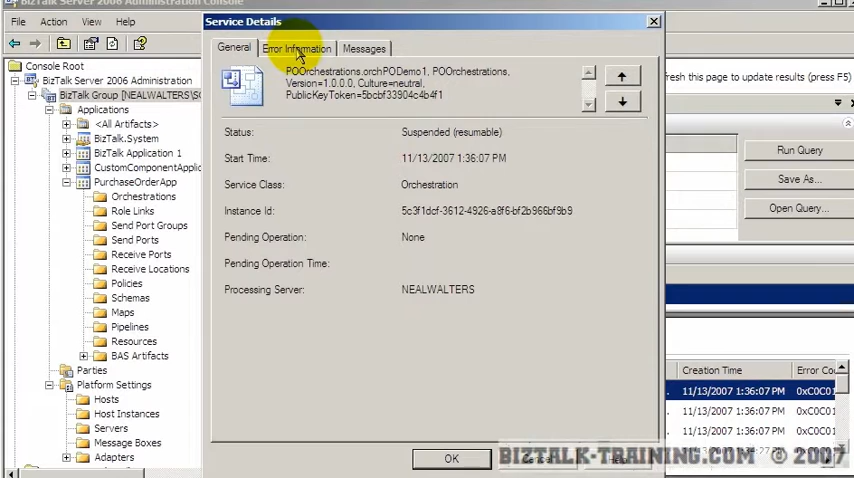 BizTalk Server 2006 Administration Console
File Action View Help
Console Root
BizTalk Server 2006 Administration
BizTalk Group [NEALWALTERS\SC
Applications
<All Artifacts>
BizTalk.System
BizTalk Application 1
CustomComponentApplic
PurchaseOrderApp
Orchestrations
Role Links
Send Port Groups
Send Ports
Receive Ports
Receive Locations
Policies
Schemas
Maps
Pipelines
Resources
BAS Artifacts
Parties
Platform Settings
Hosts
Host Instances
Servers
Message Boxes
Adapters
Service Details
General Error Information Messages
POOrchestrations.orchPODemo1, POOrchestrations,
Version=1.0.0.0, Culture=neutral,
PublicKeyToken=5bcbf33904c4b4f1
Status: Suspended (resumable)
Start Time: 11/13/2007 1:36:07 PM
Service Class: Orchestration
Instance Id: 5c3f1dcf-3612-4926-a8f6-bf2b966bf9b9
Pending Operation: None
Pending Operation Time:
Processing Server: NEALWALTERS
OK
fresh this page to update results (press F5)
Run Query
Save As...
Open Query...
Creation Time Error Co
11/13/2007 1:36:07 PM 0xC0C01
11/13/2007 1:36:07 PM 0xC0C01
11/13/2007 1:36:07 PM 0xC0C01
BIZTALK-TRAINING.COM © 2007